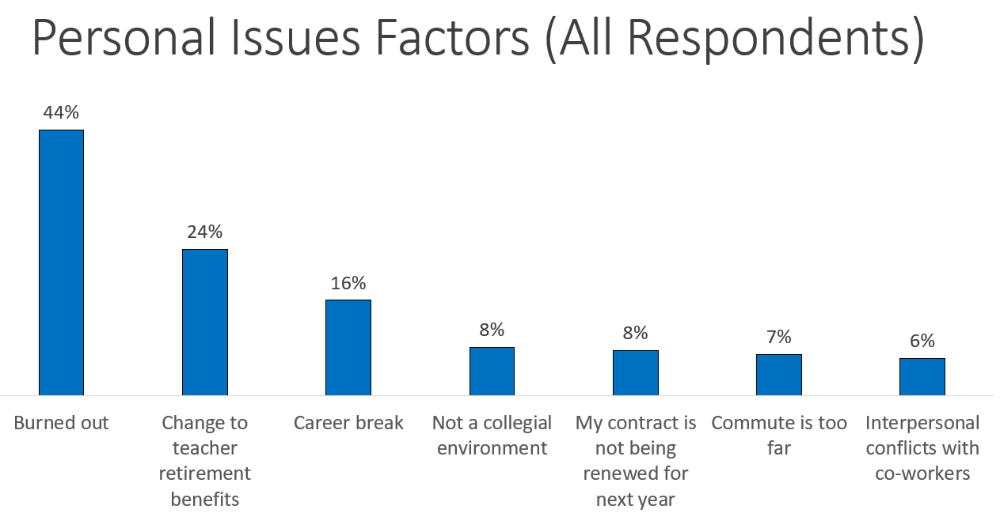 Personal Issues Factors (All Respondents)
44%
24%
16%
8%
8%
7%
6%
Burned out
Change to
teacher
retirement
benefits
Career break
Not a collegial
environment
My contract is
not being
renewed for
next year
Commute is too
far
Interpersonal
conflicts with
co-workers